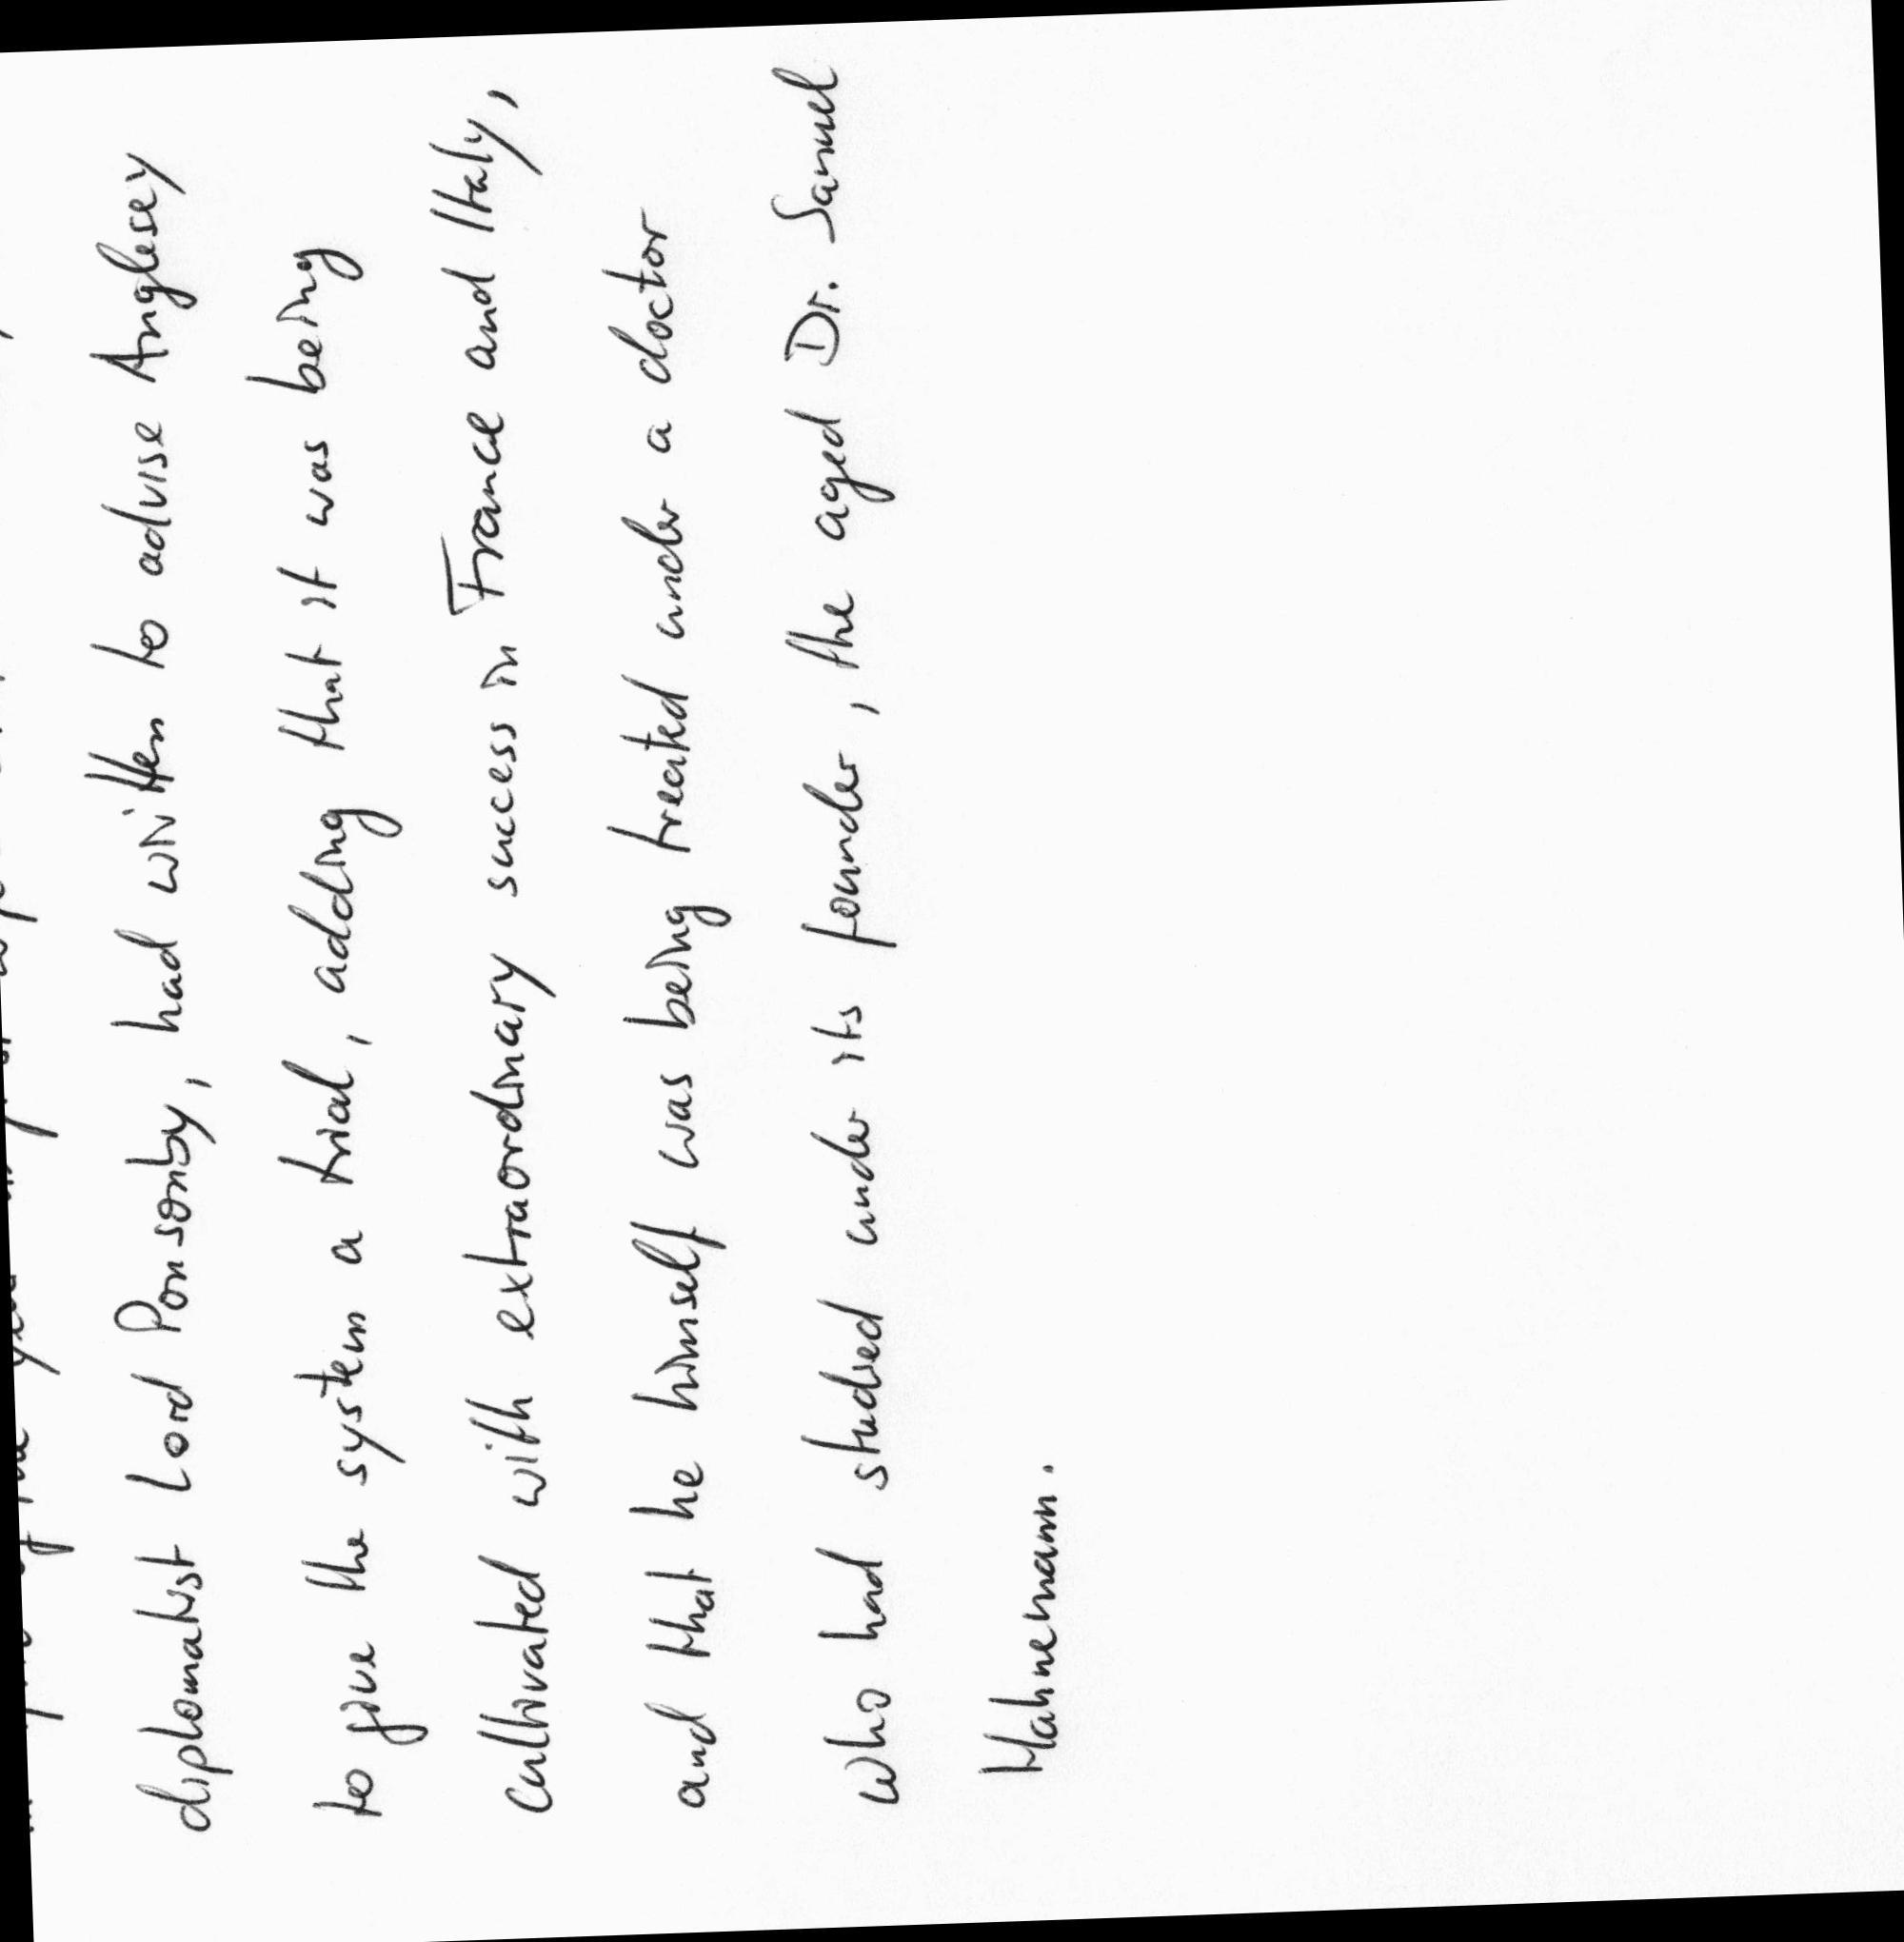 diplomatist Lord Ponsonby, had written to advise Anglesey
to give the system a trial, adding that it was being
cultivated with extraordinary success in France and Italy,
and that he himself was being treated under a doctor
who had studied under its founder, the aged Dr. Samuel
Hahnemann.